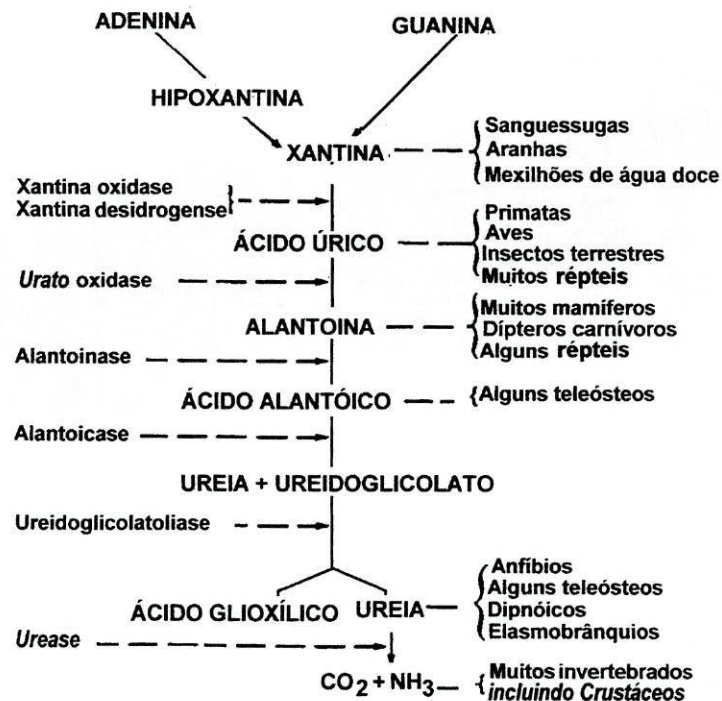 ADENINA
GUANINA
HIPOXANTINA
XANTINA
Sanguessugas
Aranhas
Mexilhões de água doce
Xantina oxidase
Xantina desidrogense
ÁCIDO ÚRICO
Primatas
Aves
Insectos terrestres
Muitos répteis
Urato oxidase
ALANTOINA
Muitos mamíferos
Dípteros carnívoros
Alguns répteis
Alantoinase
ÁCIDO ALANTÓICO
Alguns teleósteos
Alantoicase
UREIA + UREIDOGLICOLATO
Ureidoglicolatoliase
ÁCIDO GLIOXÍLICO
UREIA
Anfíbios
Alguns teleósteos
Dipnóicos
Elasmobrânquios
Urease
CO2 + NH3
Muitos invertebrados
incluindo Crustáceos